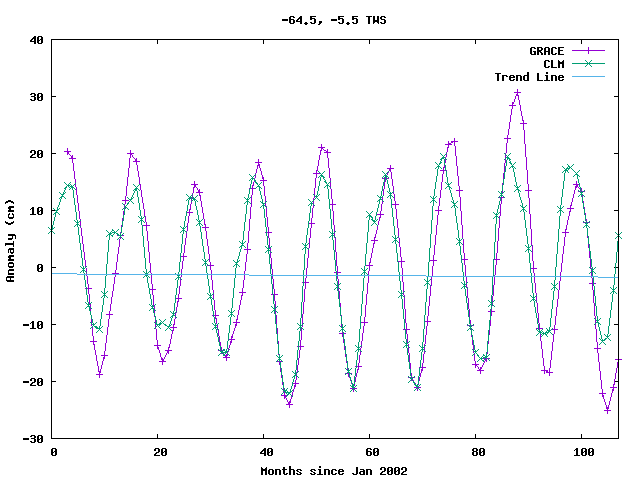 -64.5, -5.5 TWS
GRACE
CLM
Trend Line
40
30
20
10
0
-10
-20
-30
Anomaly (cm)
0 20 40 60 80 100
Months since Jan 2002